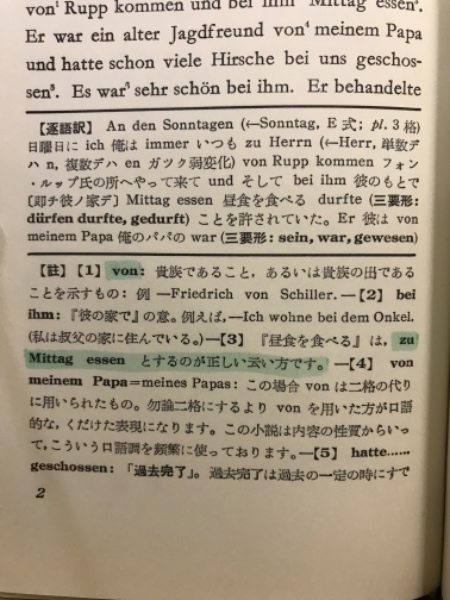 von¹ Rupp kommen und bei ihm² Mittag essen³.
Er war ein alter Jagdfreund von⁴ meinem Papa
und hatte schon viele Hirsche bei uns geschos-
sen⁵. Es war⁵ sehr schön bei ihm. Er behandelte
【逐語訳】 An den Sonntagen (←Sonntag, E 式; pl. 3 格)
日曜日に ich 俺は immer いつも zu Herrn (←Herr, 単数デ
ハ n, 複数デハ en ガツク弱変化) von Rupp kommen フォン
・ルップ氏の所へやって来て und そして bei ihm 彼のもとで
〔即チ彼ノ家デ〕 Mittag essen 昼食を食べる durfte (三要形:
dürfen durfte, gedurft) ことを許されていた。Er 彼は von
meinem Papa 俺のパパの war (三要形: sein, war, gewesen)
【註】【1】 von: 貴族であること,あるいは貴族の出である
ことを示すもの: 例 —Friedrich von Schiller. —【2】 bei
ihm: 『彼の家で』の意。例えば, —Ich wohne bei dem Onkel.
(私は叔父の家に住んでいる。)—【3】 『昼食を食べる』は, zu
Mittag essen とするのが正しい云い方です。—【4】 von
meinem Papa=meines Papas: この場合 von は二格の代り
に用いられたもの。勿論二格にするより von を用いた方が口語
的な,くだけた表現になります。この小説は内容の性質からいっ
て,こういう口語調を頻繁に使っております。—【5】 hatte……
geschossen: 「過去完了」。過去完了は過去の一定の時にすで
2